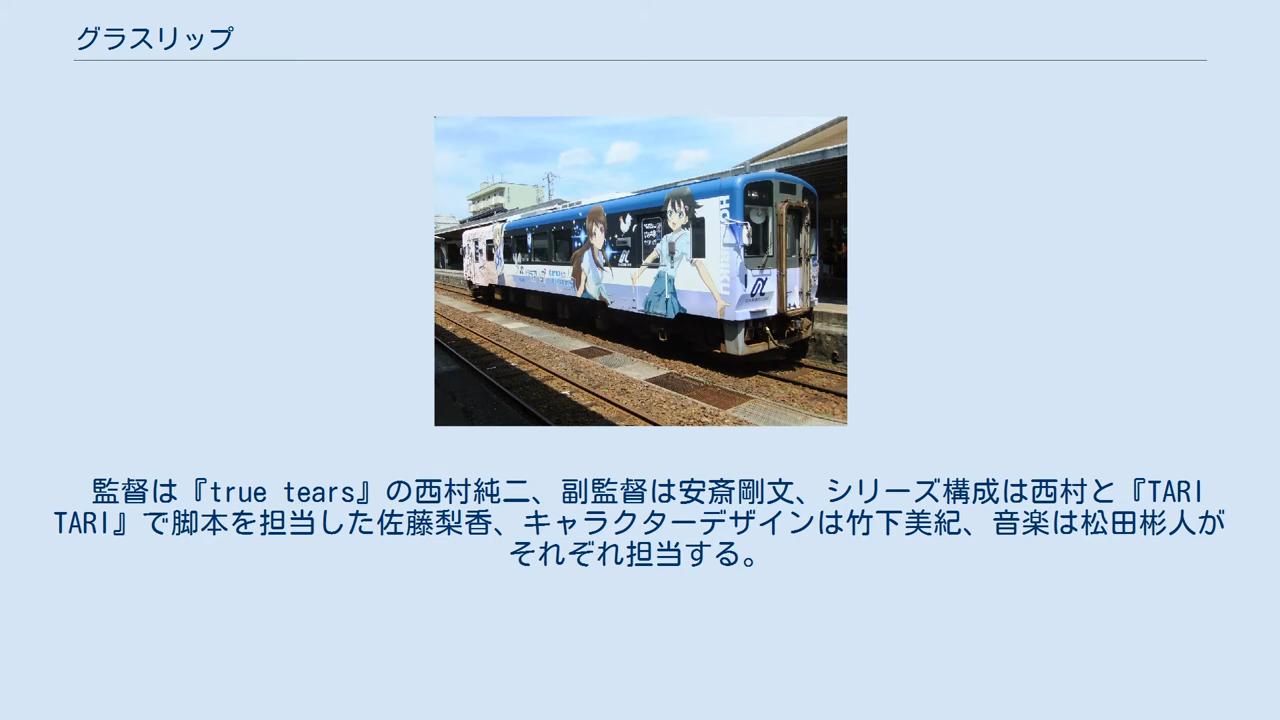 グラスリップ
監督は『true tears』の西村純二、副監督は安斎剛文、シリーズ構成は西村と『TARI
TARI』で脚本を担当した佐藤梨香、キャラクターデザインは竹下美紀、音楽は松田彬人が
それぞれ担当する。